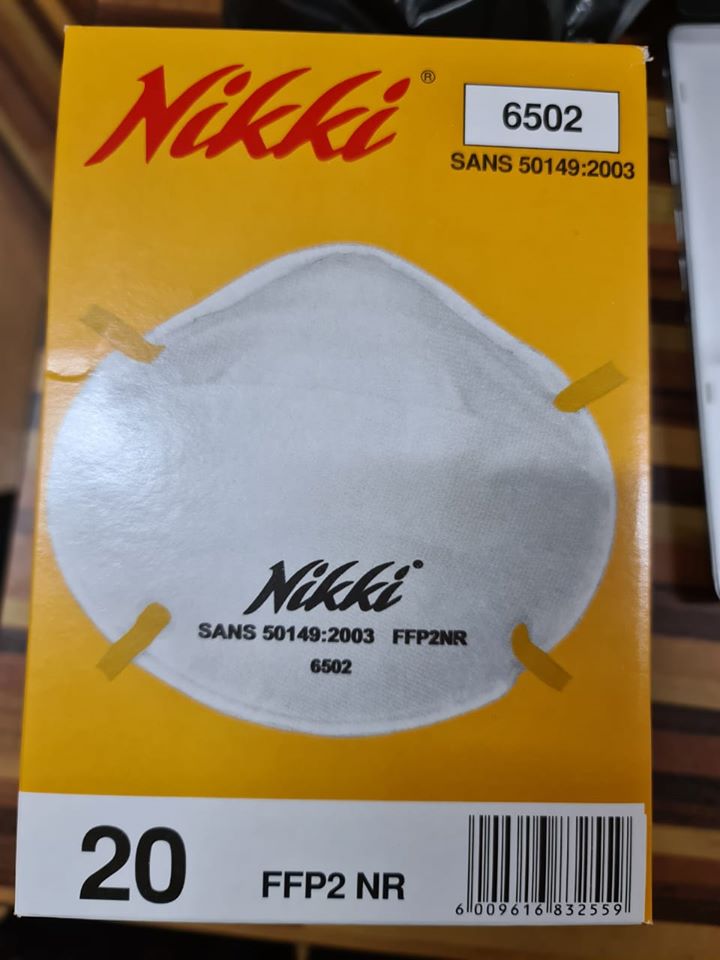 Nikki®
6502
SANS 50149:2003
Nikki
SANS 50149:2003 FFP2NR
6502
20
FFP2 NR
6 009616 832559